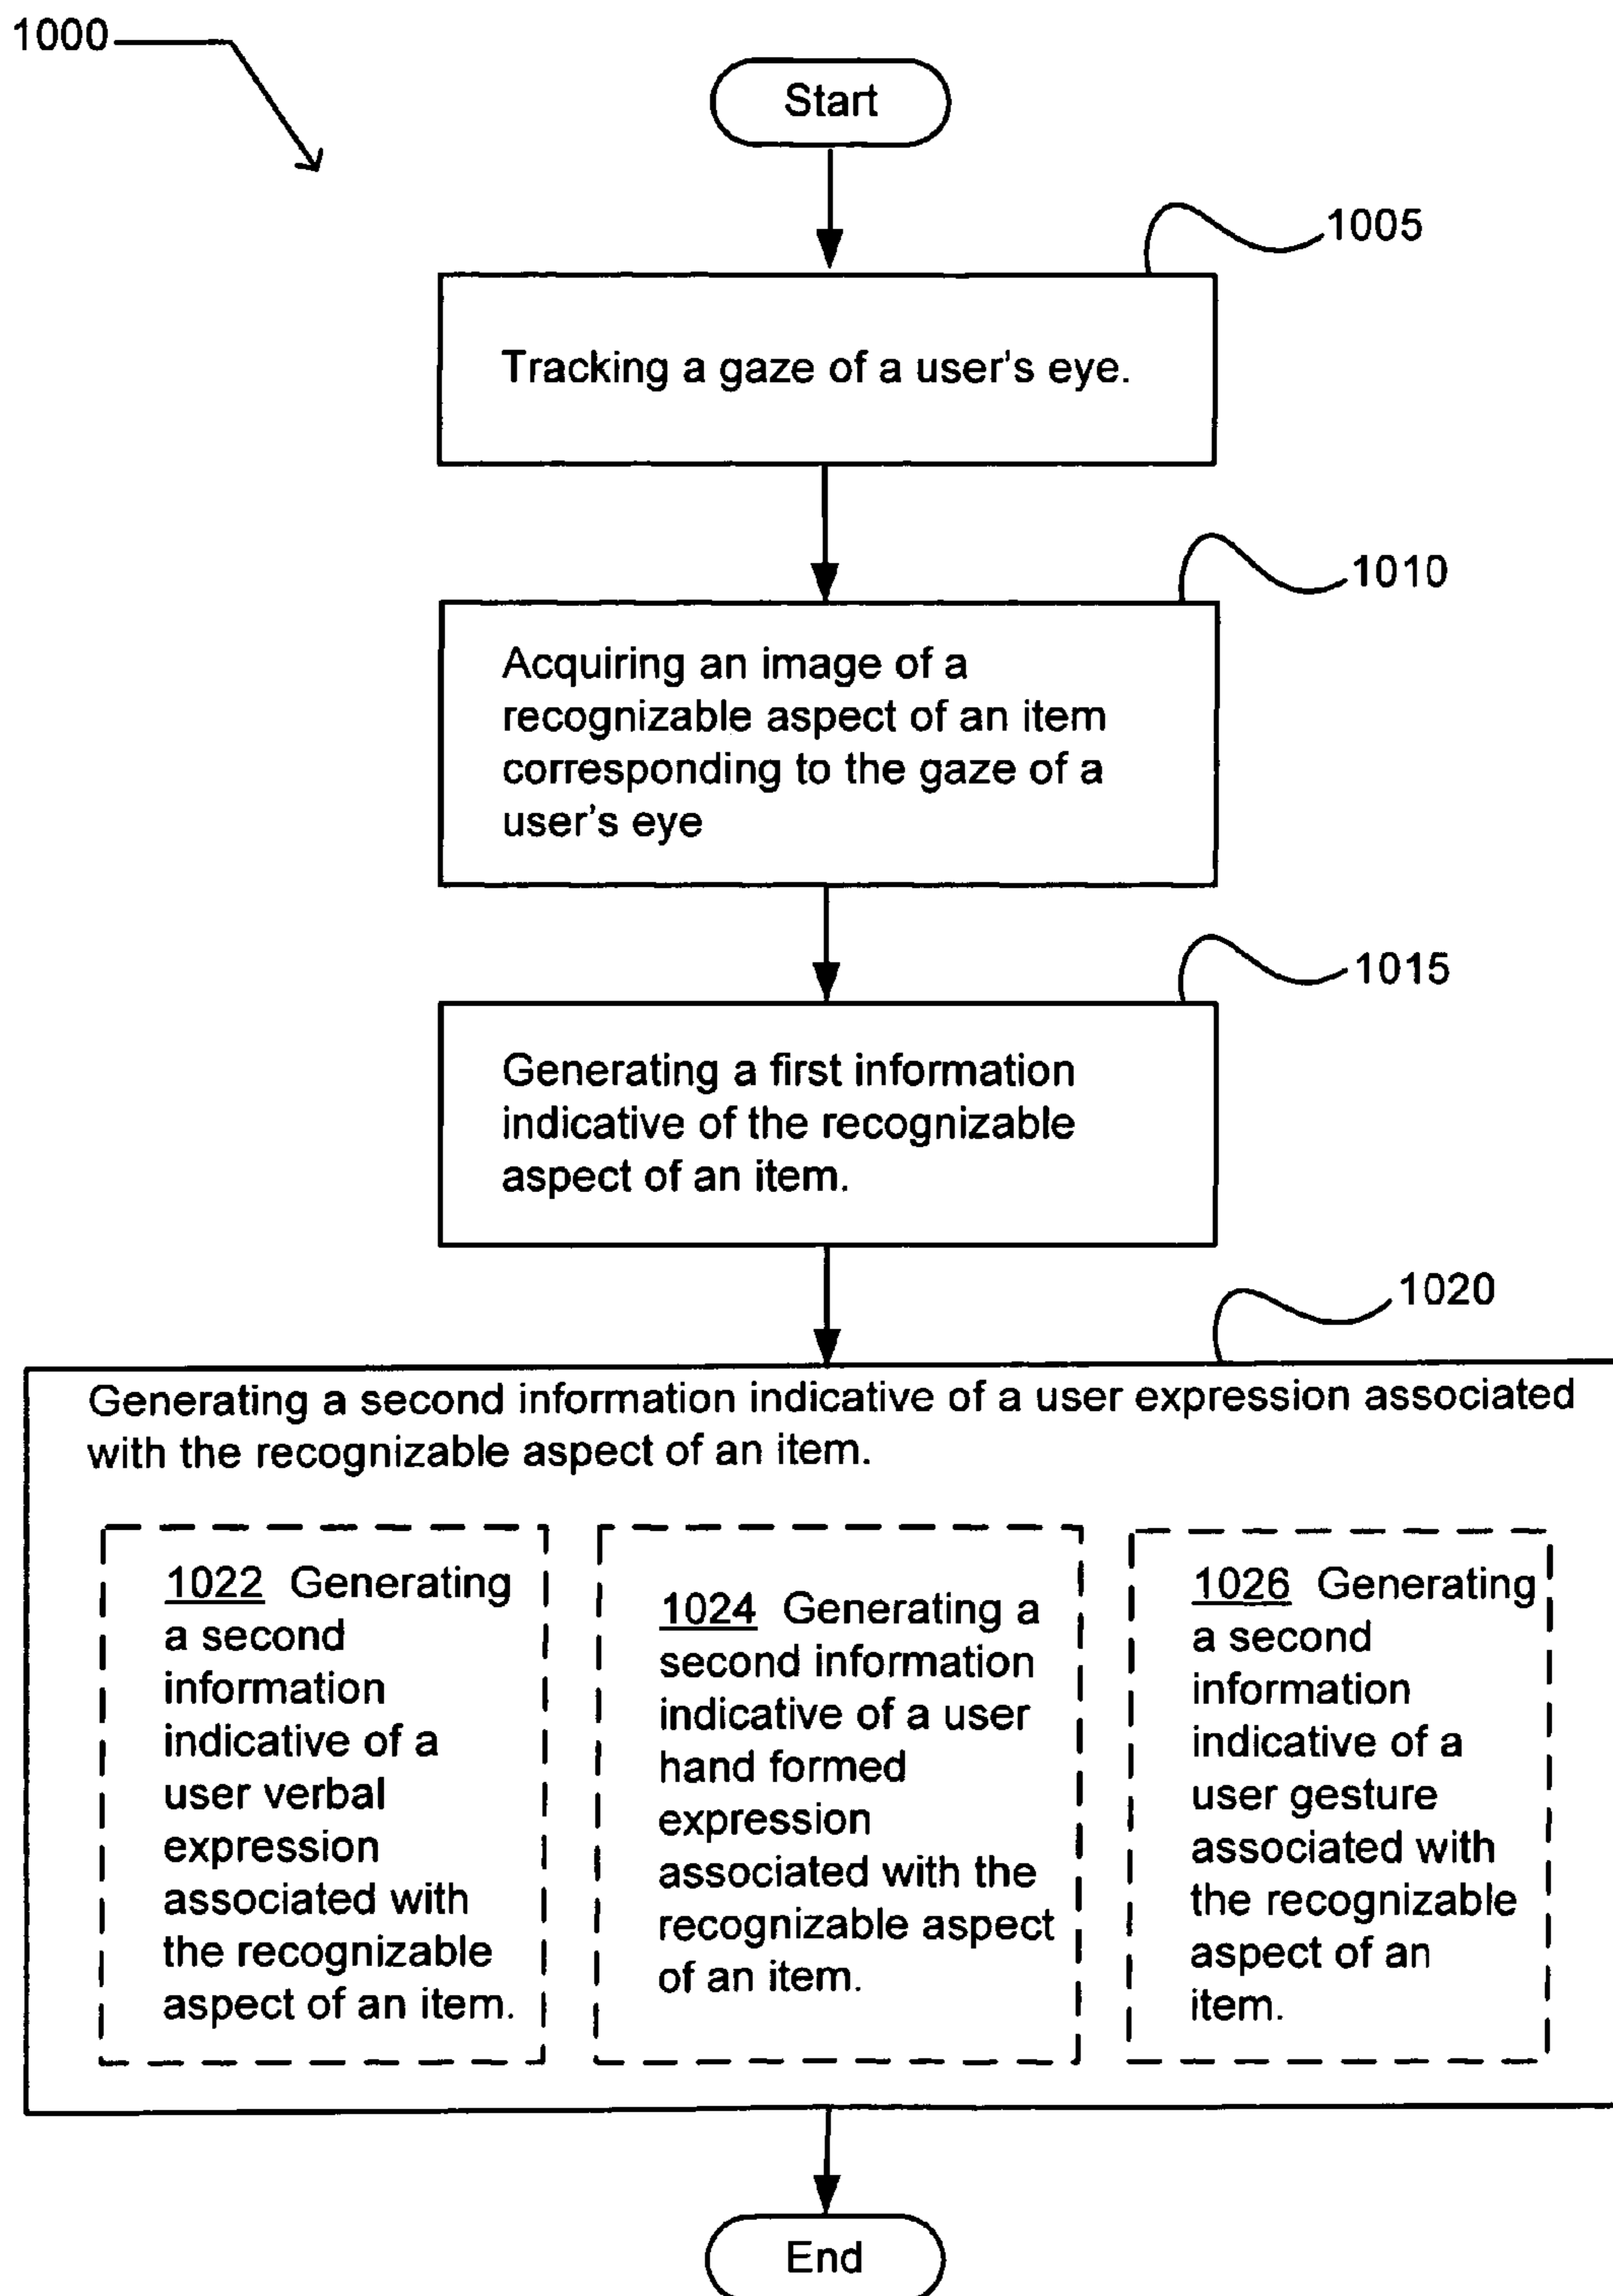 1000
Start
1005
Tracking a gaze of a user's eye.
1010
Acquiring an image of a
recognizable aspect of an item
corresponding to the gaze of a
user's eye
1015
Generating a first information
indicative of the recognizable
aspect of an item.
1020
Generating a second information indicative of a user expression associated
with the recognizable aspect of an item.
1022 Generating
a second
information
indicative of a
user verbal
expression
associated with
the recognizable
aspect of an item.
1024 Generating a
second information
indicative of a user
hand formed
expression
associated with the
recognizable aspect
of an item.
1026 Generating
a second
information
indicative of a
user gesture
associated with
the recognizable
aspect of an
item.
End